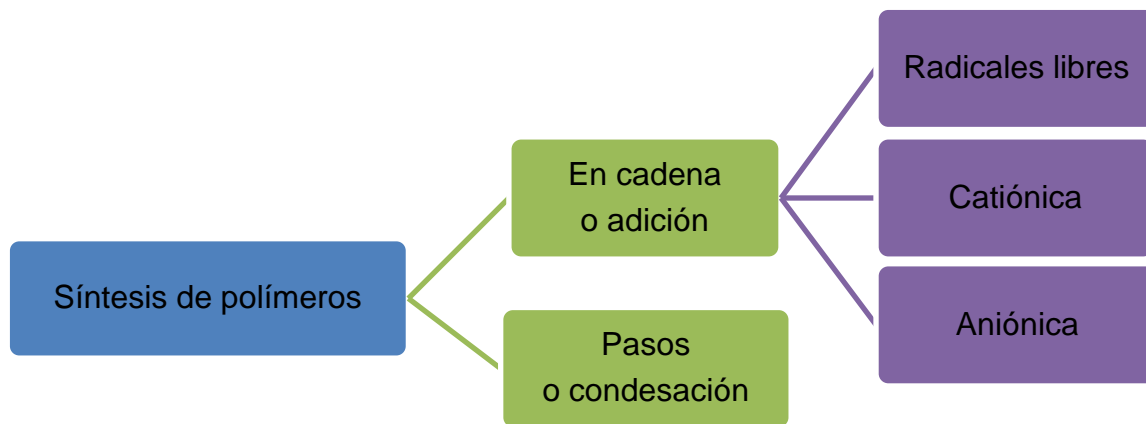 Síntesis de polímeros
En cadena
o adición
Pasos
o condesación
Radicales libres
Catiónica
Aniónica